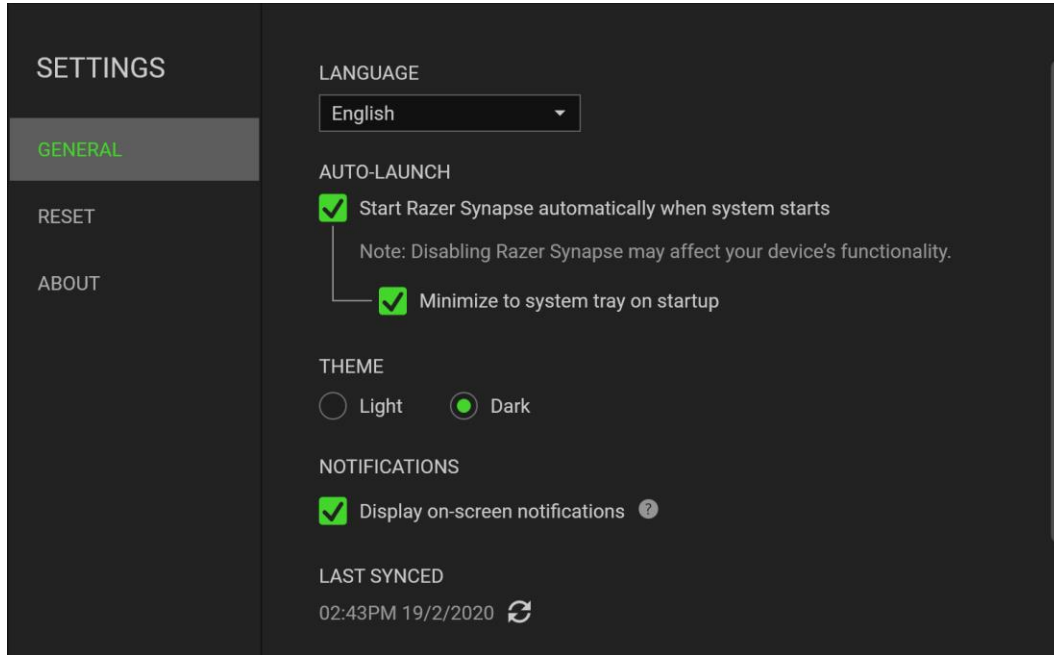 SETTINGS
GENERAL
RESET
ABOUT
LANGUAGE
English
AUTO-LAUNCH
Start Razer Synapse automatically when system starts
Note: Disabling Razer Synapse may affect your device's functionality.
Minimize to system tray on startup
THEME
Light Dark
NOTIFICATIONS
Display on-screen notifications ?
LAST SYNCED
02:43PM 19/2/2020